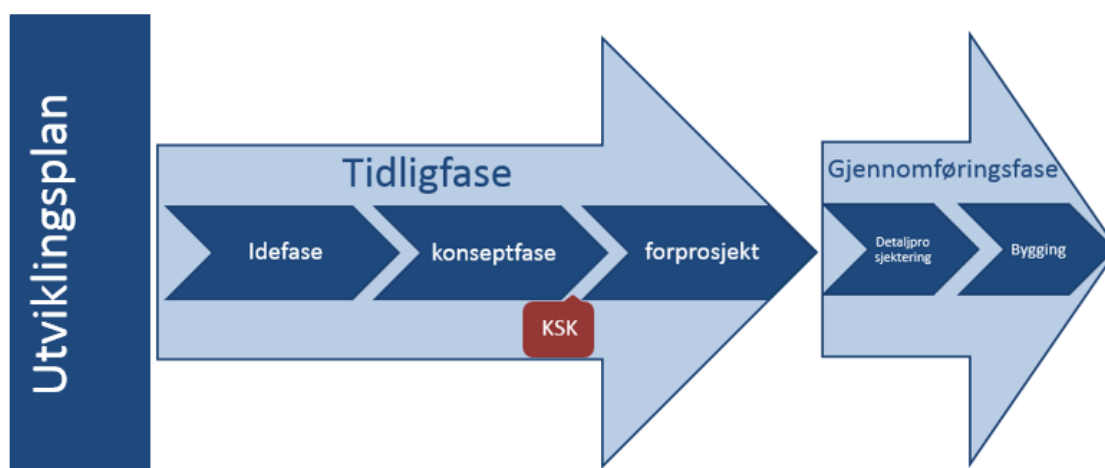 Utviklingsplan
Tidligfase
Idefase
konseptfase
forprosjekt
KSK
Gjennomføringsfase
Detaljpro
sjektering
Bygging